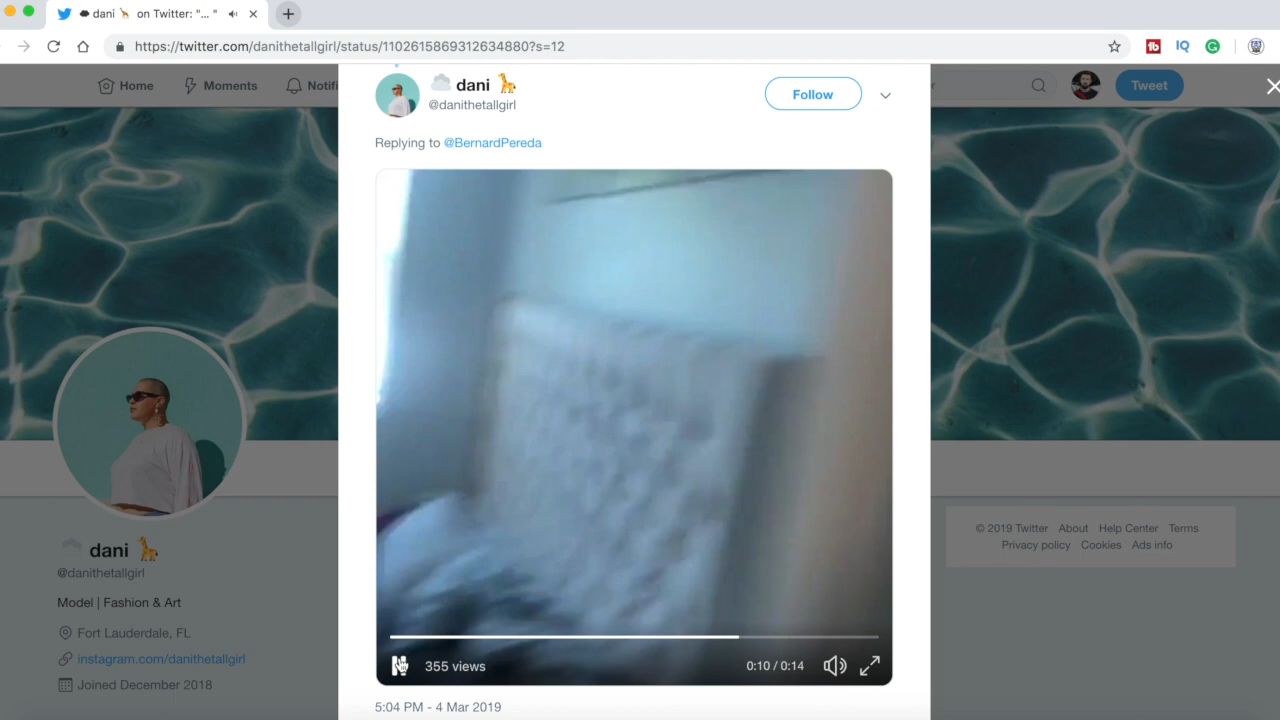 dani on Twitter: "... "
https://twitter.com/danithetallgirl/status/1102615869312634880?s=12
IQ
Home
Moments
Notifi
Tweet
dani
@danithetallgirl
Follow
Replying to @BernardPereda
355 views
0:10 / 0:14
5:04 PM - 4 Mar 2019
dani
@danithetallgirl
Model | Fashion & Art
Fort Lauderdale, FL
instagram.com/danithetallgirl
Joined December 2018
© 2019 Twitter About Help Center Terms
Privacy policy Cookies Ads info